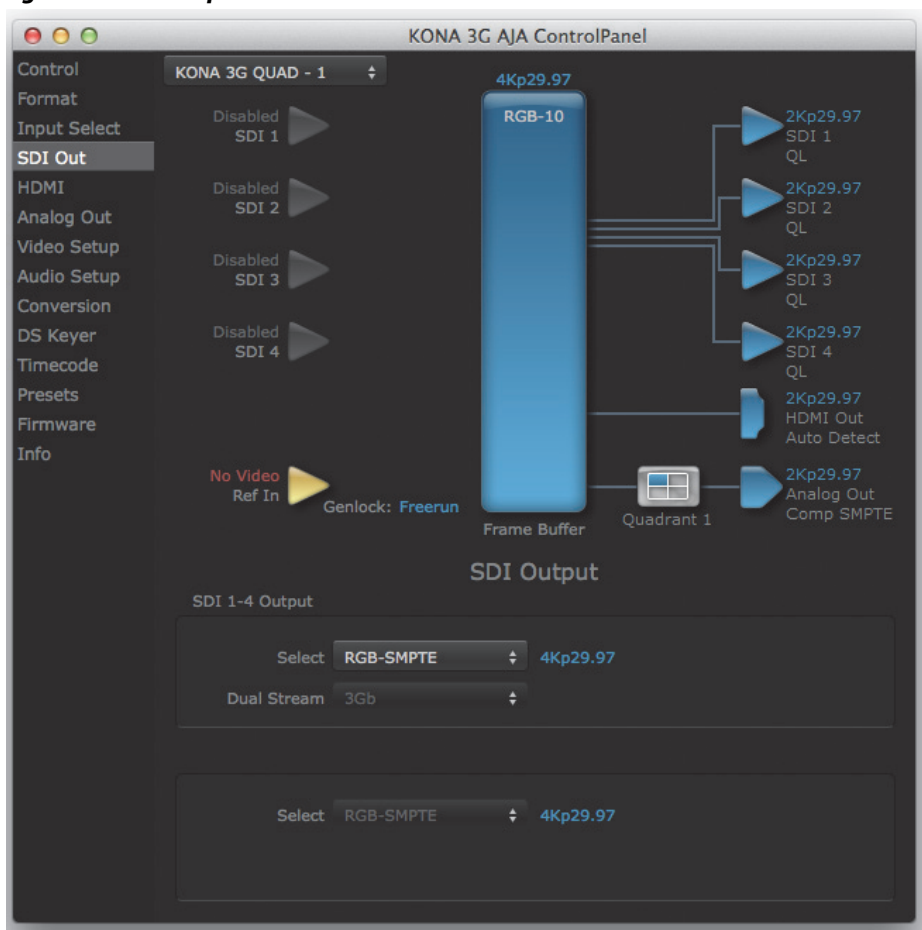 KONA 3G AJA ControlPanel
Control
Format
Input Select
SDI Out
HDMI
Analog Out
Video Setup
Audio Setup
Conversion
DS Keyer
Timecode
Presets
Firmware
Info
KONA 3G QUAD - 1
Disabled
SDI 1
Disabled
SDI 2
Disabled
SDI 3
Disabled
SDI 4
No Video
Ref In
Genlock: Freerun
4Kp29.97
RGB-10
Frame Buffer
2Kp29.97
SDI 1
QL
2Kp29.97
SDI 2
QL
2Kp29.97
SDI 3
QL
2Kp29.97
SDI 4
QL
2Kp29.97
HDMI Out
Auto Detect
Quadrant 1
2Kp29.97
Analog Out
Comp SMPTE
SDI Output
SDI 1-4 Output
Select RGB-SMPTE 4Kp29.97
Dual Stream 3Gb
Select RGB-SMPTE 4Kp29.97